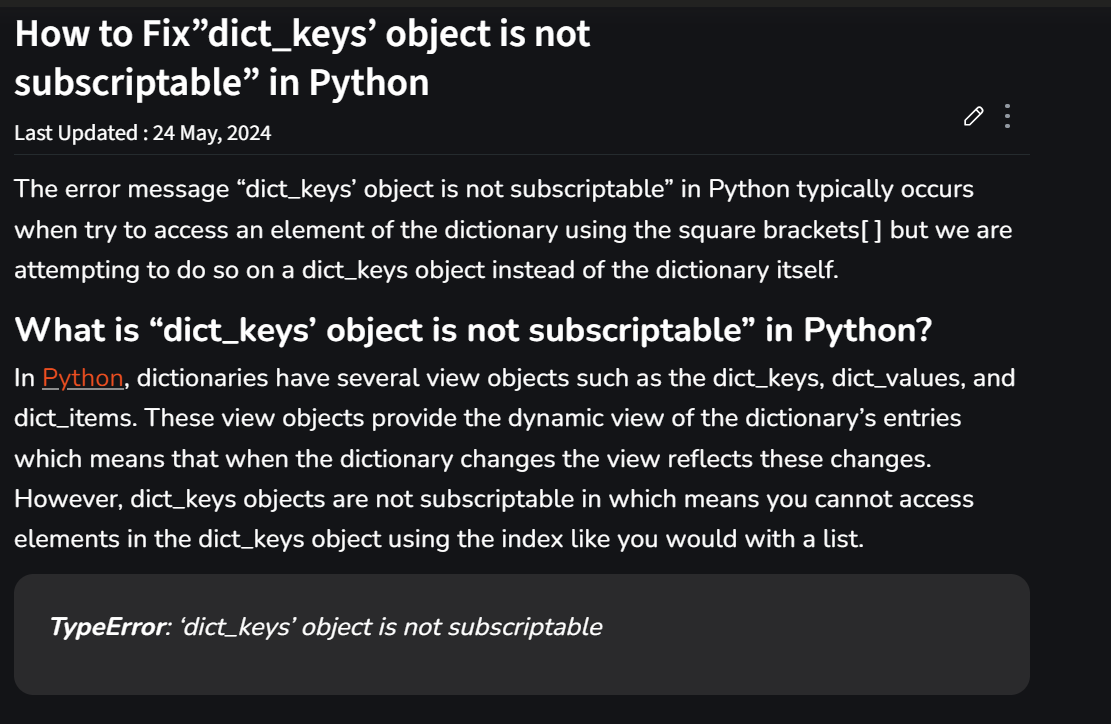 How to Fix”dict_keys’ object is not
subscriptable” in Python
Last Updated : 24 May, 2024
The error message “dict_keys’ object is not subscriptable” in Python typically occurs
when try to access an element of the dictionary using the square brackets[ ] but we are
attempting to do so on a dict_keys object instead of the dictionary itself.
What is “dict_keys’ object is not subscriptable” in Python?
In Python, dictionaries have several view objects such as the dict_keys, dict_values, and
dict_items. These view objects provide the dynamic view of the dictionary’s entries
which means that when the dictionary changes the view reflects these changes.
However, dict_keys objects are not subscriptable in which means you cannot access
elements in the dict_keys object using the index like you would with a list.
TypeError: ‘dict_keys’ object is not subscriptable